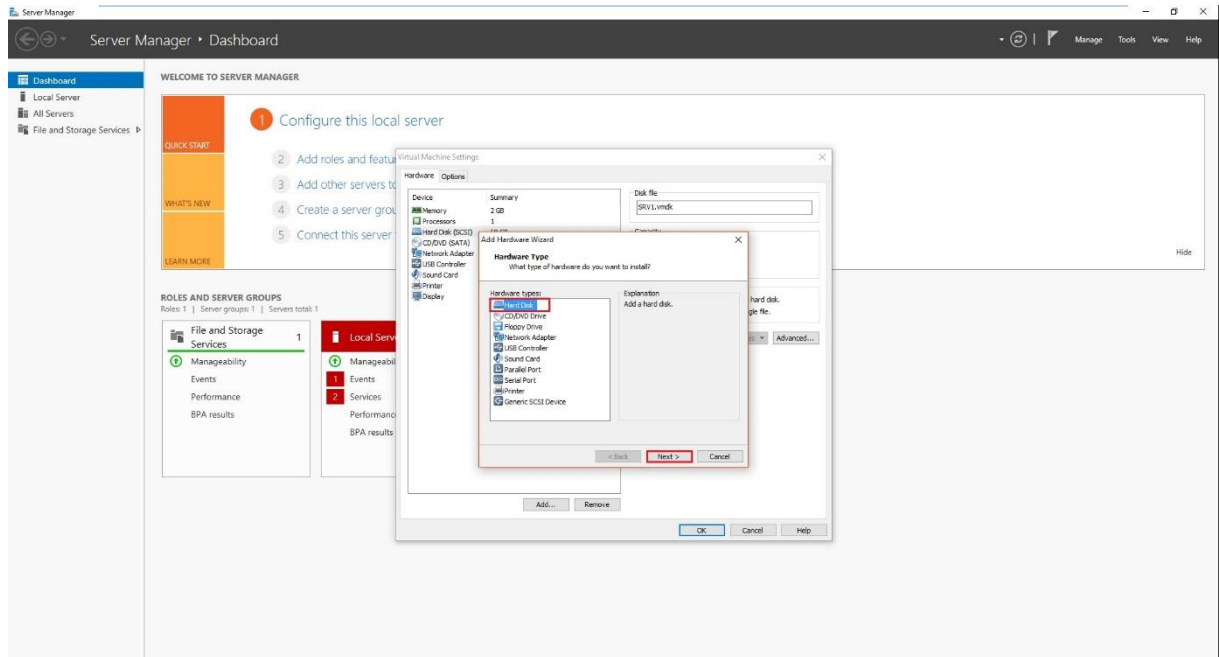 Server Manager
Server Manager • Dashboard
Manage Tools View Help
Dashboard
Local Server
All Servers
File and Storage Services
WELCOME TO SERVER MANAGER
QUICK START
WHAT'S NEW
LEARN MORE
1 Configure this local server
2 Add roles and featu
3 Add other servers to
4 Create a server grou
5 Connect this server
Hide
ROLES AND SERVER GROUPS
Roles: 1 | Server groups: 1 | Servers total: 1
File and Storage Services 1
Manageability
Events
Performance
BPA results
Local Serv
Manageabil
1 Events
2 Services
Performanc
BPA results
Virtual Machine Settings
Hardware Options
Device Summary
Memory 2 GB
Processors 1
Hard Disk (SCSI)
CD/DVD (SATA)
Network Adapter
USB Controller
Sound Card
Printer
Display
Disk file
SRV1.vmdk
hard disk.
gle file.
Advanced...
Add... Remove
OK Cancel Help
Add Hardware Wizard
Hardware Type
What type of hardware do you want to install?
Hardware types:
Hard Disk
CD/DVD Drive
Floppy Drive
Network Adapter
USB Controller
Sound Card
Parallel Port
Serial Port
Printer
Generic SCSI Device
Explanation
Add a hard disk.
< Back Next > Cancel